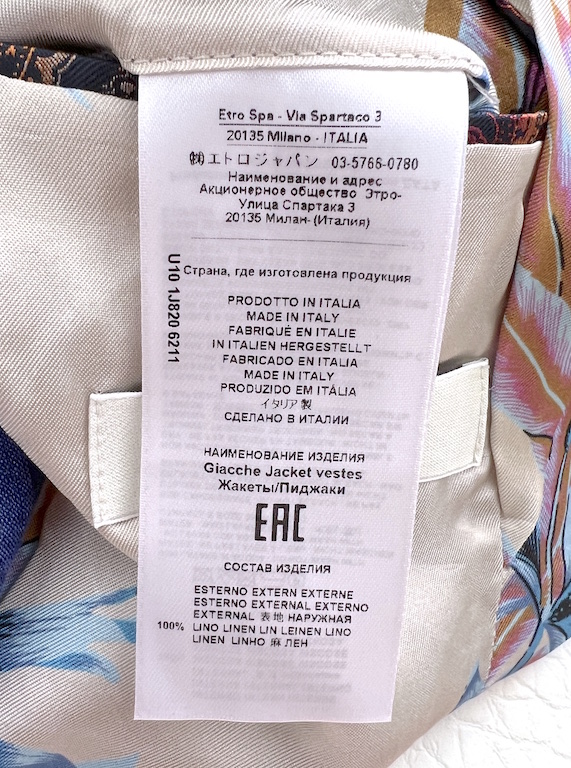 Etro Spa - Via Spartaco 3
20135 Milano - ITALIA
㈱エトロジャパン 03-5766-0780
Наименование и адрес
Акционерное общество Этро-
Улица Спартака 3
20135 Милан- (Италия)
Страна, где изготовлена продукция
U10 1J820 6211
PRODOTTO IN ITALIA
MADE IN ITALY
FABRIQUÉ EN ITALIE
IN ITALIEN HERGESTELLT
FABRICADO EN ITALIA
MADE IN ITALY
PRODUZIDO EM ITÁLIA
イタリア製
СДЕЛАНО В ИТАЛИИ
НАИМЕНОВАНИЕ ИЗДЕЛИЯ
Giacche Jacket vestes
Жакеты/Пиджаки
EAC
СОСТАВ ИЗДЕЛИЯ
ESTERNO EXTERN EXTERNE
ESTERNO EXTERNAL EXTERNO
EXTERNAL 表地 НАРУЖНАЯ
100% LINO LINEN LIN LEINEN LINO
LINEN LINHO 麻 ЛЕН